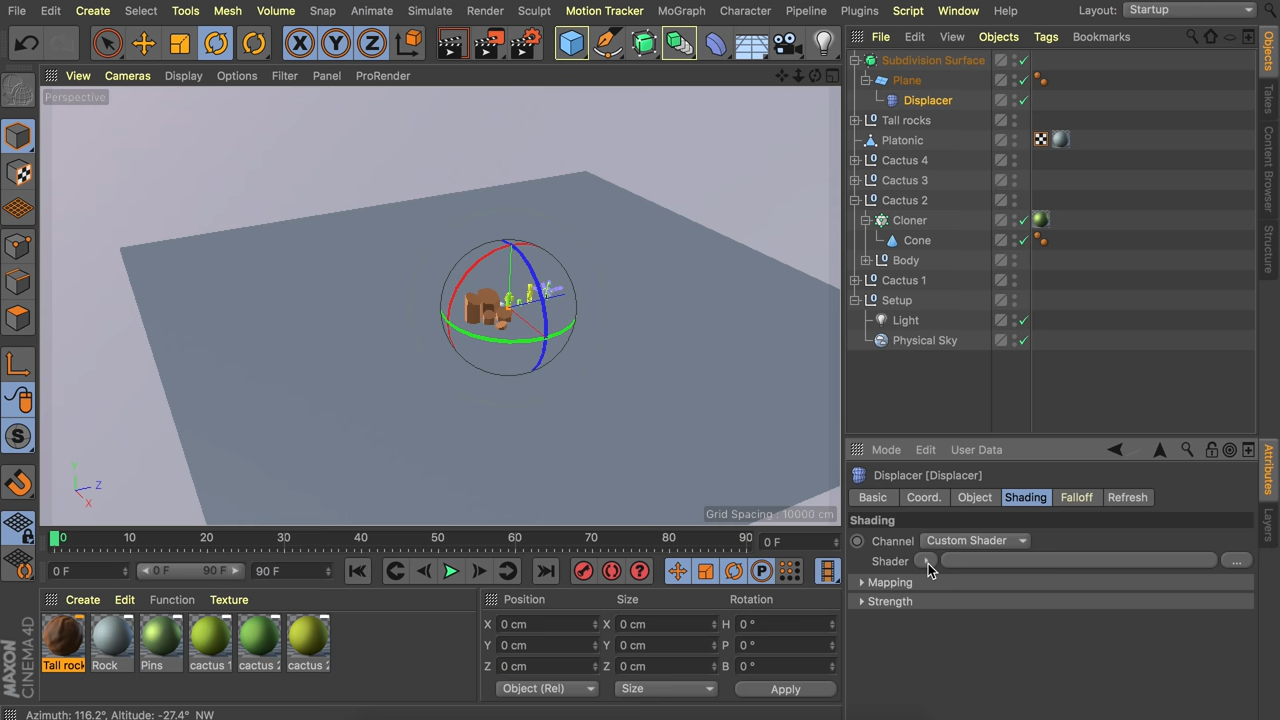 File Edit Create Select Tools Mesh Volume Snap Animate Simulate Render Sculpt Motion Tracker MoGraph Character Pipeline Plugins Script Window Help Layout: Startup
X Y Z
View Cameras Display Options Filter Panel ProRender
Perspective
Y
Z
X
Grid Spacing : 10000 cm
0 10 20 30 40 50 60 70 80 90 0 F
0 F 0 F 90 F 90 F
P
Create Edit Function Texture
Tall rock Rock Pins cactus 1 cactus 2 cactus 2
MAXON CINEMA 4D
Position Size Rotation
X 0 cm X 0 cm H 0 °
Y 0 cm Y 0 cm P 0 °
Z 0 cm Z 0 cm B 0 °
Object (Rel) Size Apply
Azimuth: 116.2°, Altitude: -27.4° NW
File Edit View Objects Tags Bookmarks
Subdivision Surface
Plane
Displacer
Tall rocks
Platonic
Cactus 4
Cactus 3
Cactus 2
Cloner
Cone
Body
Cactus 1
Setup
Light
Physical Sky
Objects
Takes
Content Browser
Structure
Mode Edit User Data
Displacer [Displacer]
Basic Coord. Object Shading Falloff Refresh
Shading
Channel Custom Shader
Shader ...
Mapping
Strength
Attributes
Layers